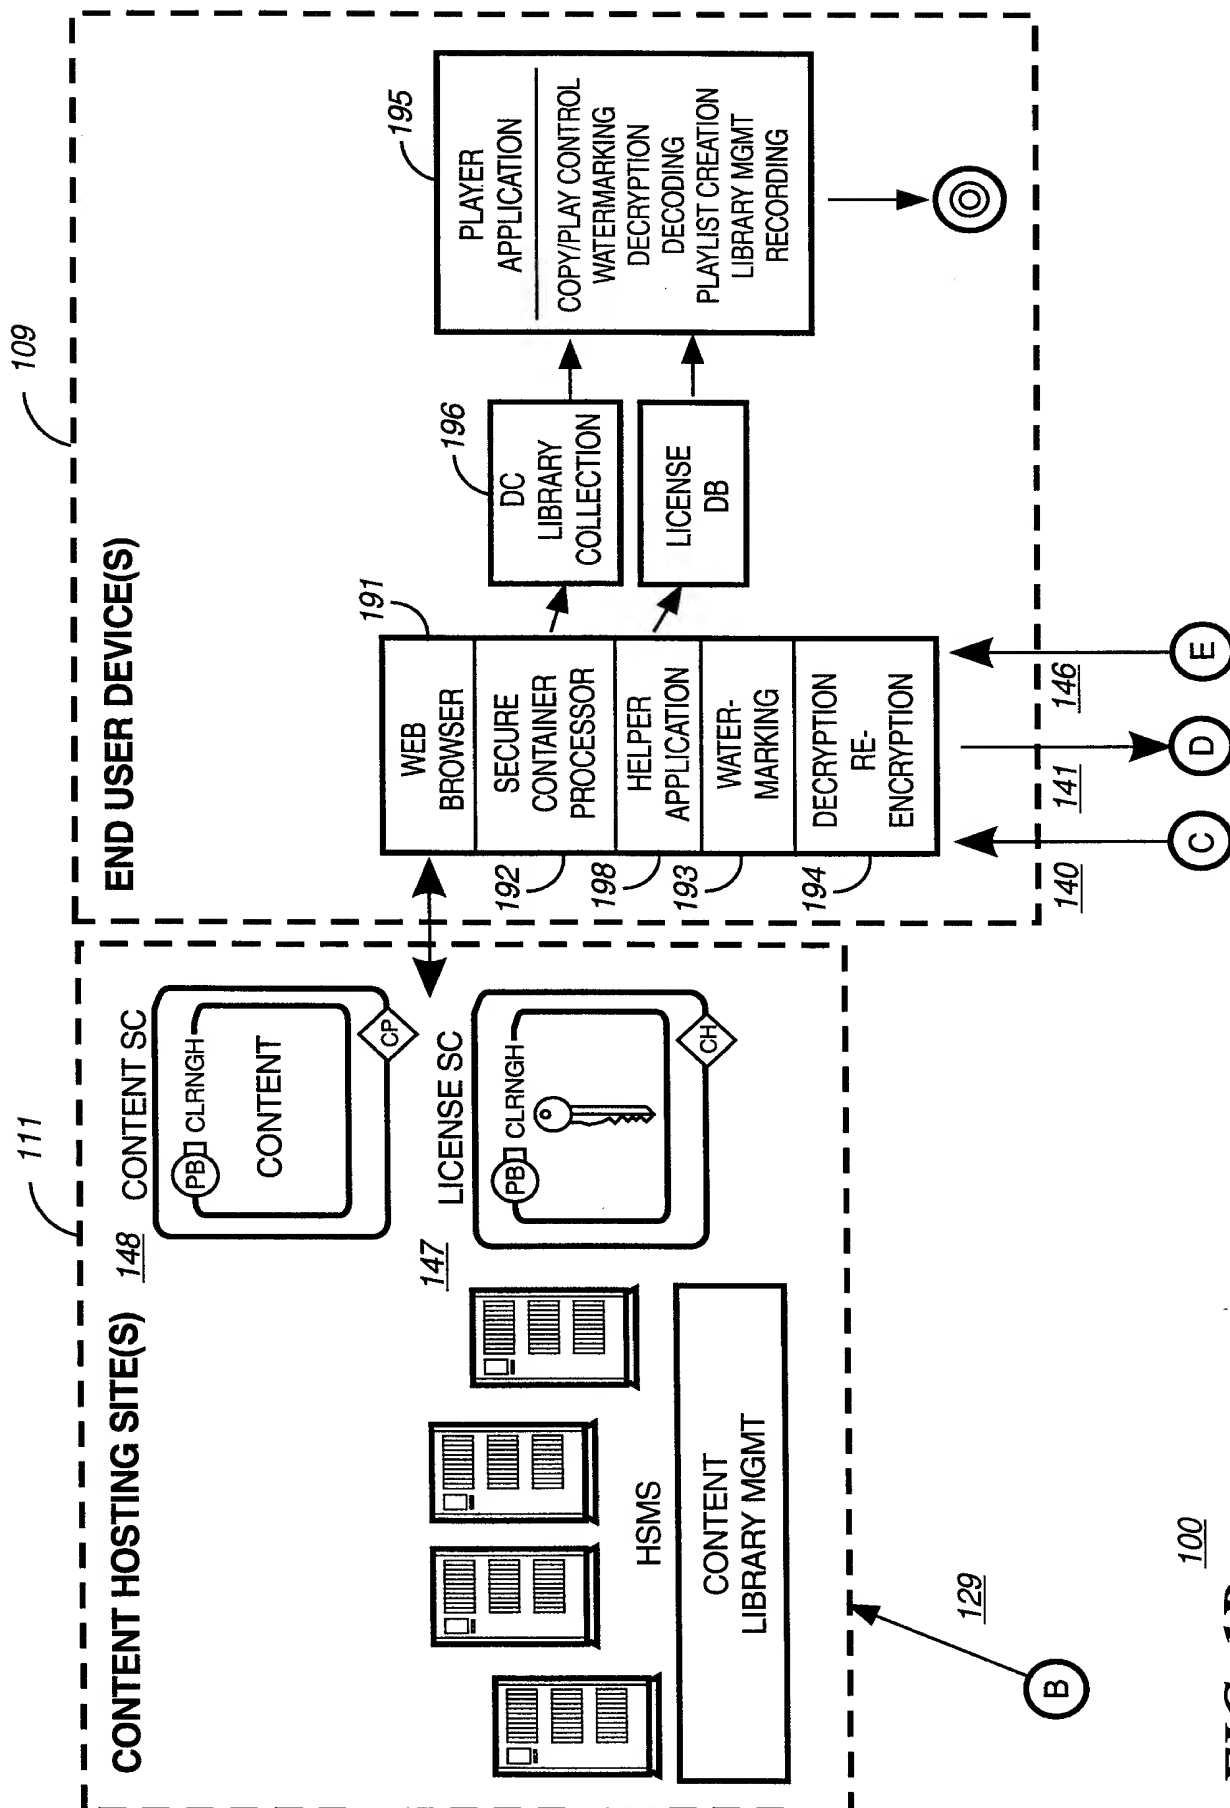 111
109
CONTENT HOSTING SITE(S)
148
CONTENT SC
PB
CLRNGH
CONTENT
CP
147
LICENSE SC
PB
CLRNGH
CH
HSMS
CONTENT
LIBRARY MGMT
129
B
END USER DEVICE(S)
191
WEB
BROWSER
192
SECURE
CONTAINER
PROCESSOR
198
HELPER
APPLICATION
193
WATER-
MARKING
194
DECRYPTION
RE-
ENCRYPTION
196
DC
LIBRARY
COLLECTION
LICENSE
DB
195
PLAYER
APPLICATION
COPY/PLAY CONTROL
WATERMARKING
DECRYPTION
DECODING
PLAYLIST CREATION
LIBRARY MGMT
RECORDING
140
141
146
C
D
E
100
FIG.